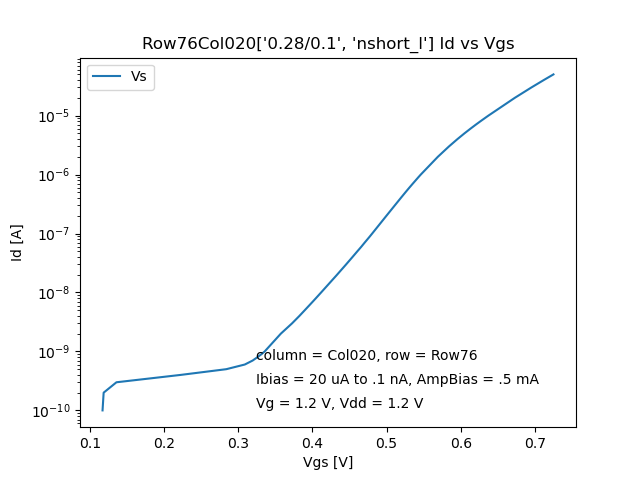 Row76Col020['0.28/0.1', 'nshort_l'] Id vs Vgs
Vs
10⁻⁵
10⁻⁶
10⁻⁷
10⁻⁸
10⁻⁹
10⁻¹⁰
Id [A]
column = Col020, row = Row76
Ibias = 20 uA to .1 nA, AmpBias = .5 mA
Vg = 1.2 V, Vdd = 1.2 V
0.1 0.2 0.3 0.4 0.5 0.6 0.7
Vgs [V]